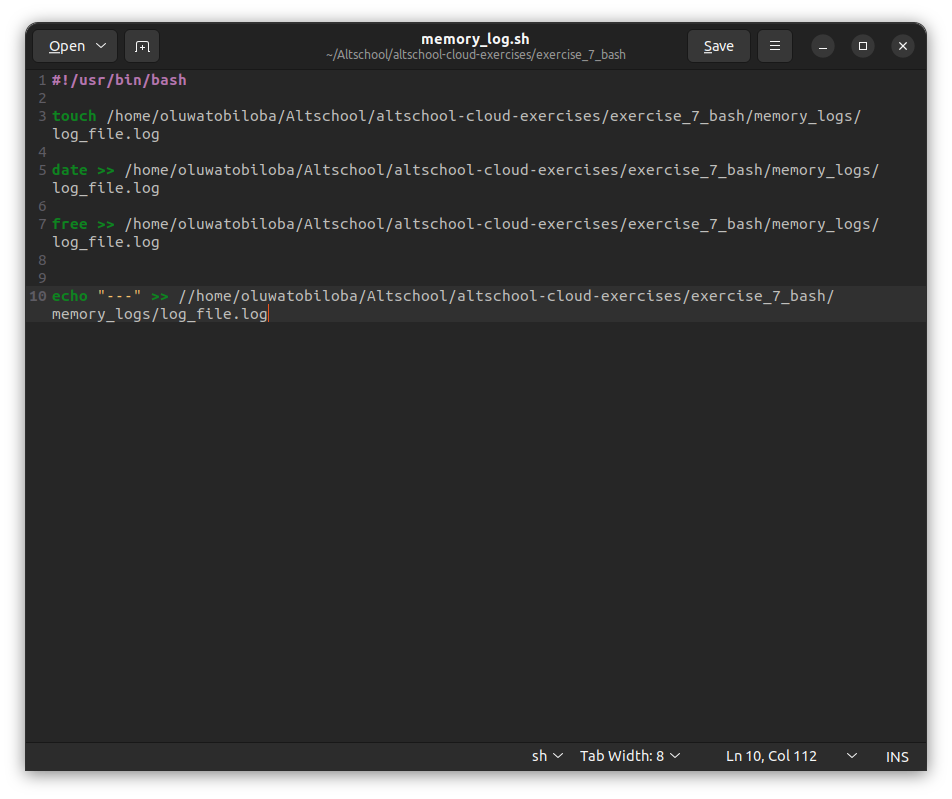 Open
memory_log.sh
~/Altschool/altschool-cloud-exercises/exercise_7_bash
Save
1 #!/usr/bin/bash
2
3 touch /home/oluwatobiloba/Altschool/altschool-cloud-exercises/exercise_7_bash/memory_logs/
log_file.log
4
5 date >> /home/oluwatobiloba/Altschool/altschool-cloud-exercises/exercise_7_bash/memory_logs/
log_file.log
6
7 free >> /home/oluwatobiloba/Altschool/altschool-cloud-exercises/exercise_7_bash/memory_logs/
log_file.log
8
9
10 echo "---" >> //home/oluwatobiloba/Altschool/altschool-cloud-exercises/exercise_7_bash/
memory_logs/log_file.log
sh Tab Width: 8 Ln 10, Col 112 INS